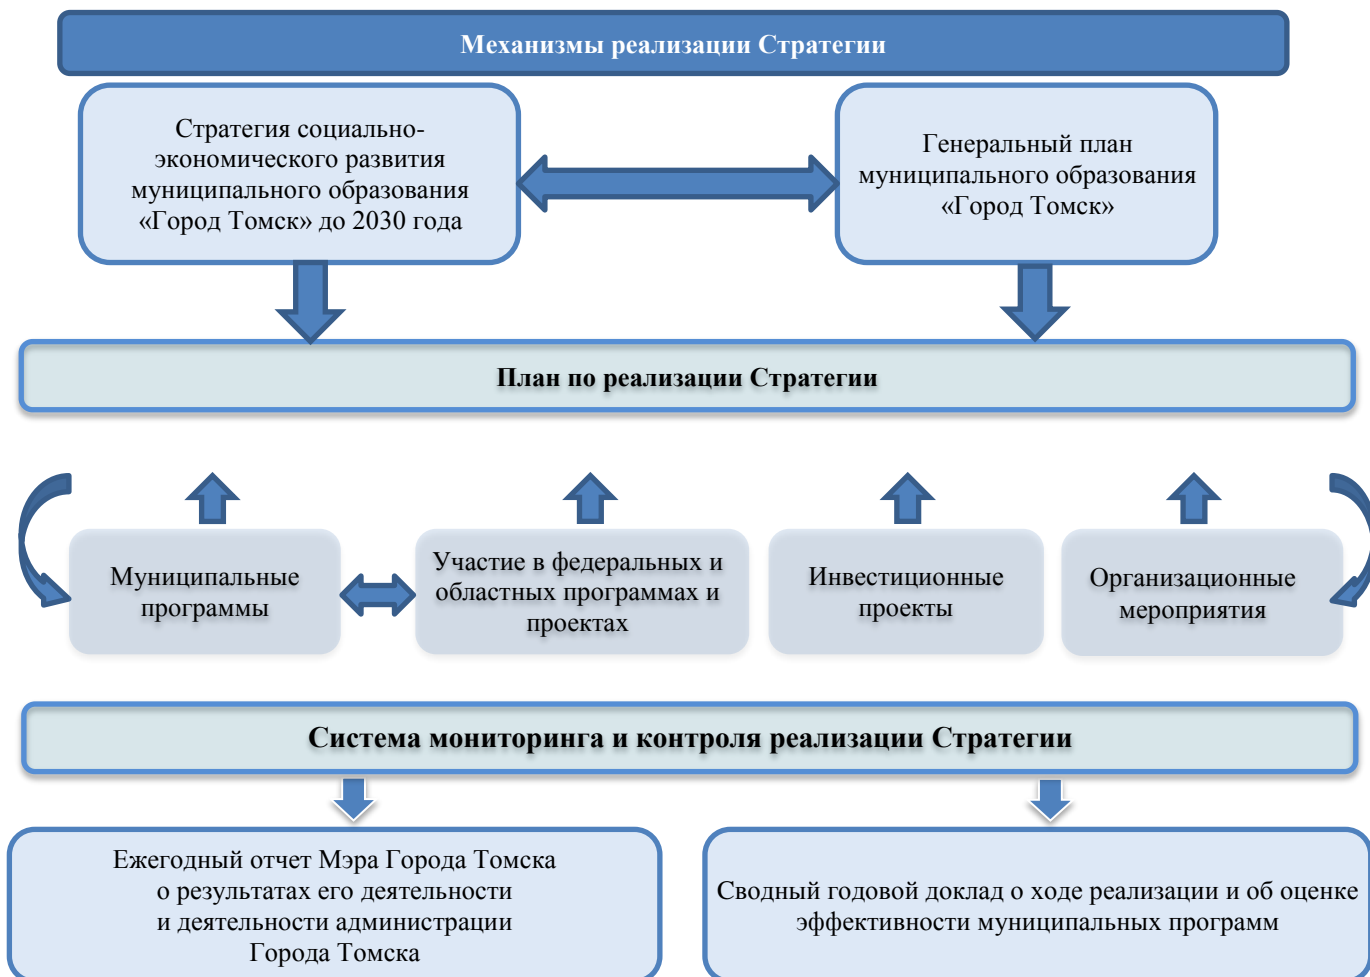 Механизмы реализации Стратегии
Стратегия социально-
экономического развития
муниципального образования
«Город Томск» до 2030 года
Генеральный план
муниципального образования
«Город Томск»
План по реализации Стратегии
Муниципальные
программы
Участие в федеральных и
областных программах и
проектах
Инвестиционные
проекты
Организационные
мероприятия
Система мониторинга и контроля реализации Стратегии
Ежегодный отчет Мэра Города Томска
о результатах его деятельности
и деятельности администрации
Города Томска
Сводный годовой доклад о ходе реализации и об оценке
эффективности муниципальных программ